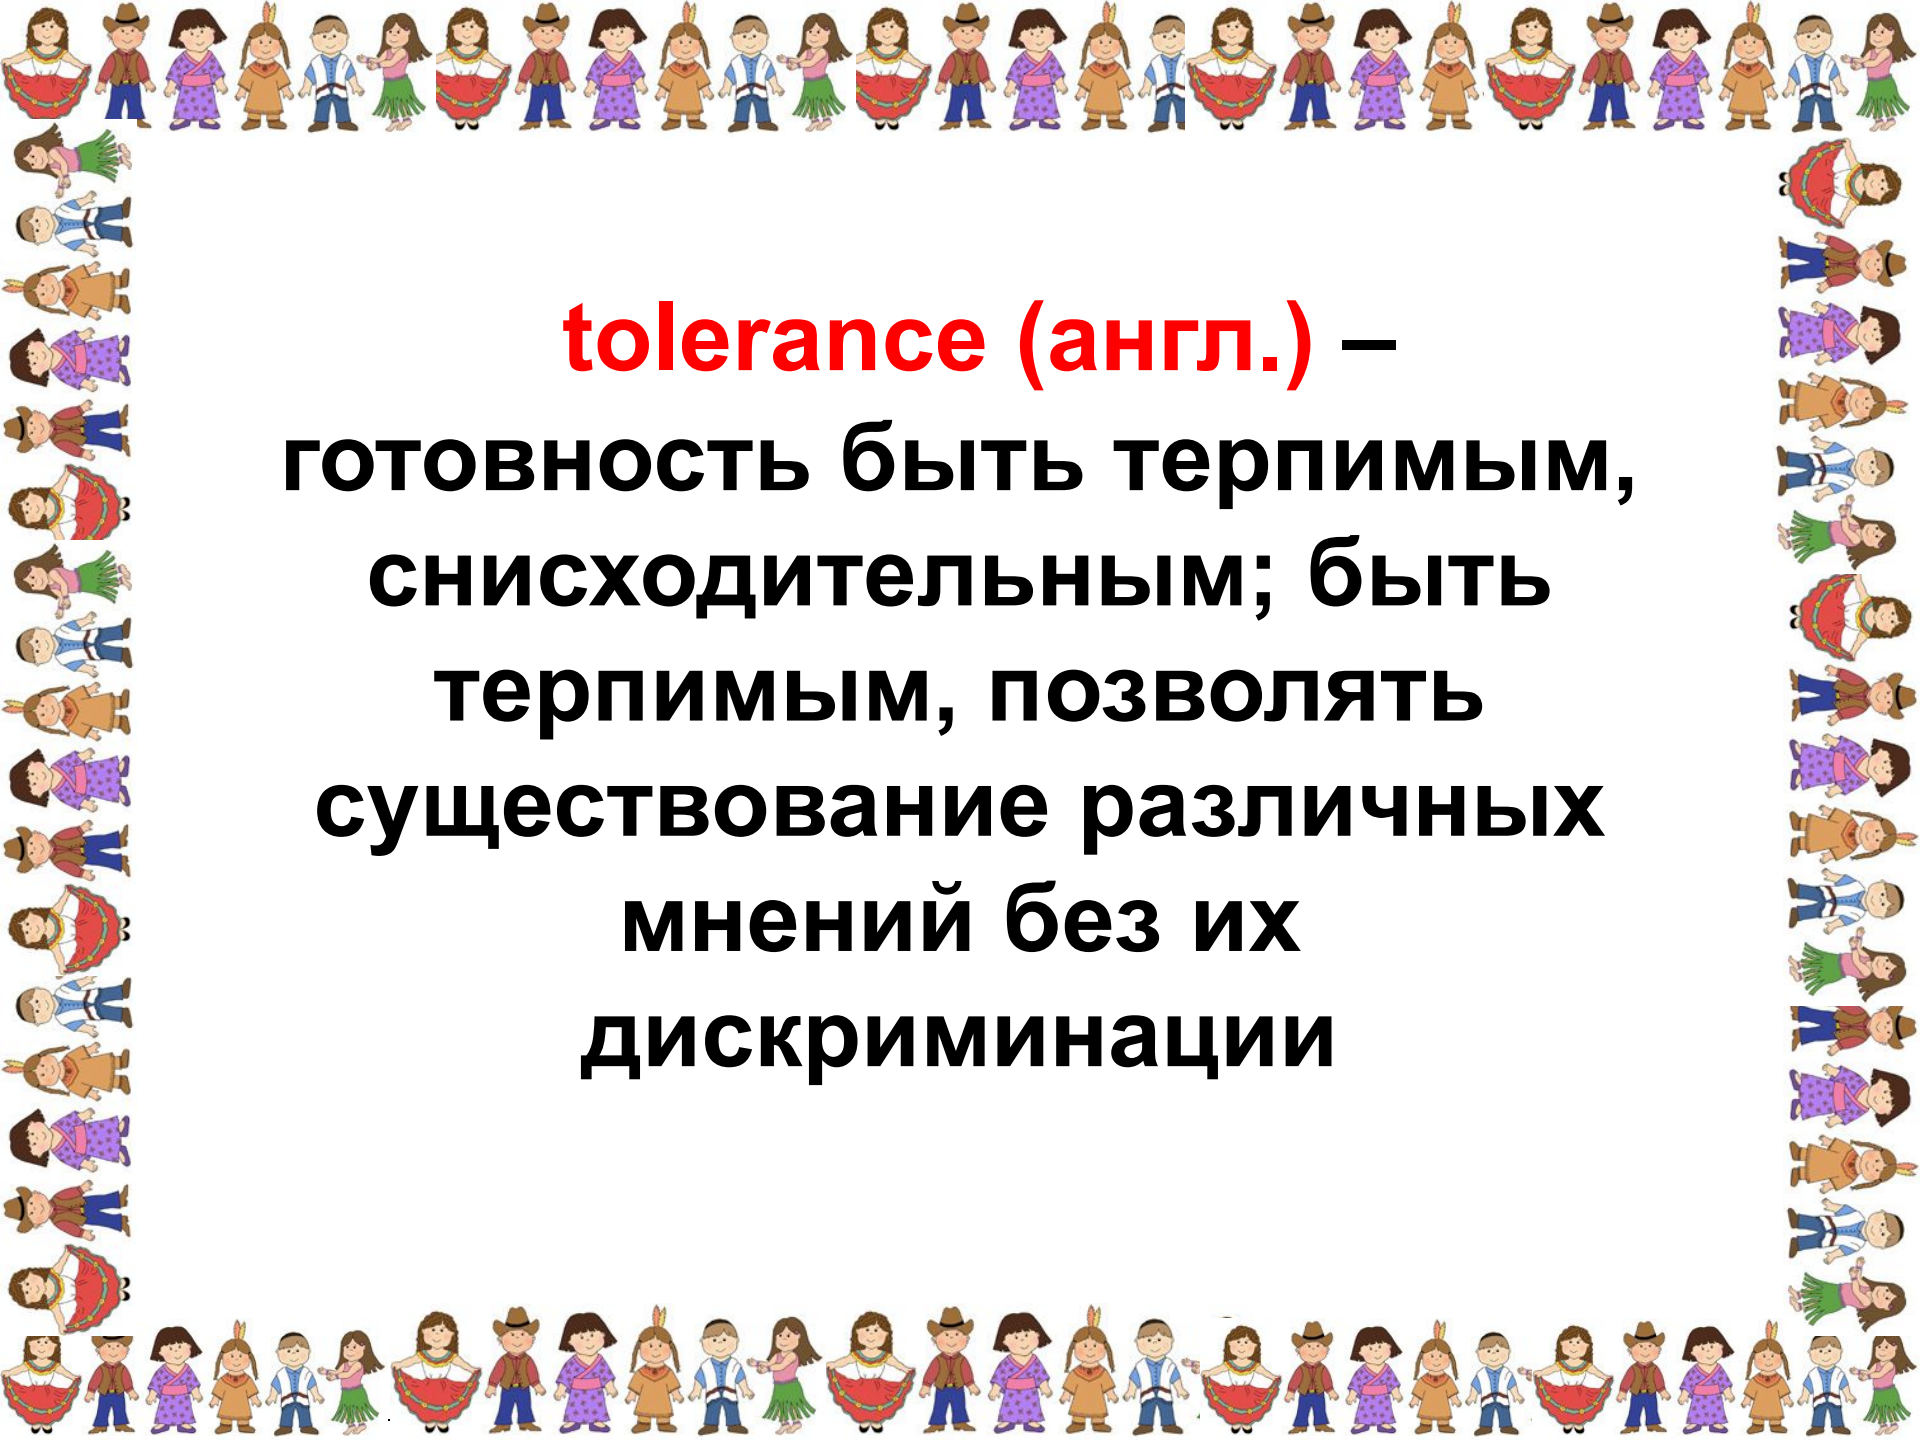 tolerance (англ.) –
готовность быть терпимым,
снисходительным; быть
терпимым, позволять
существование различных
мнений без их
дискриминации